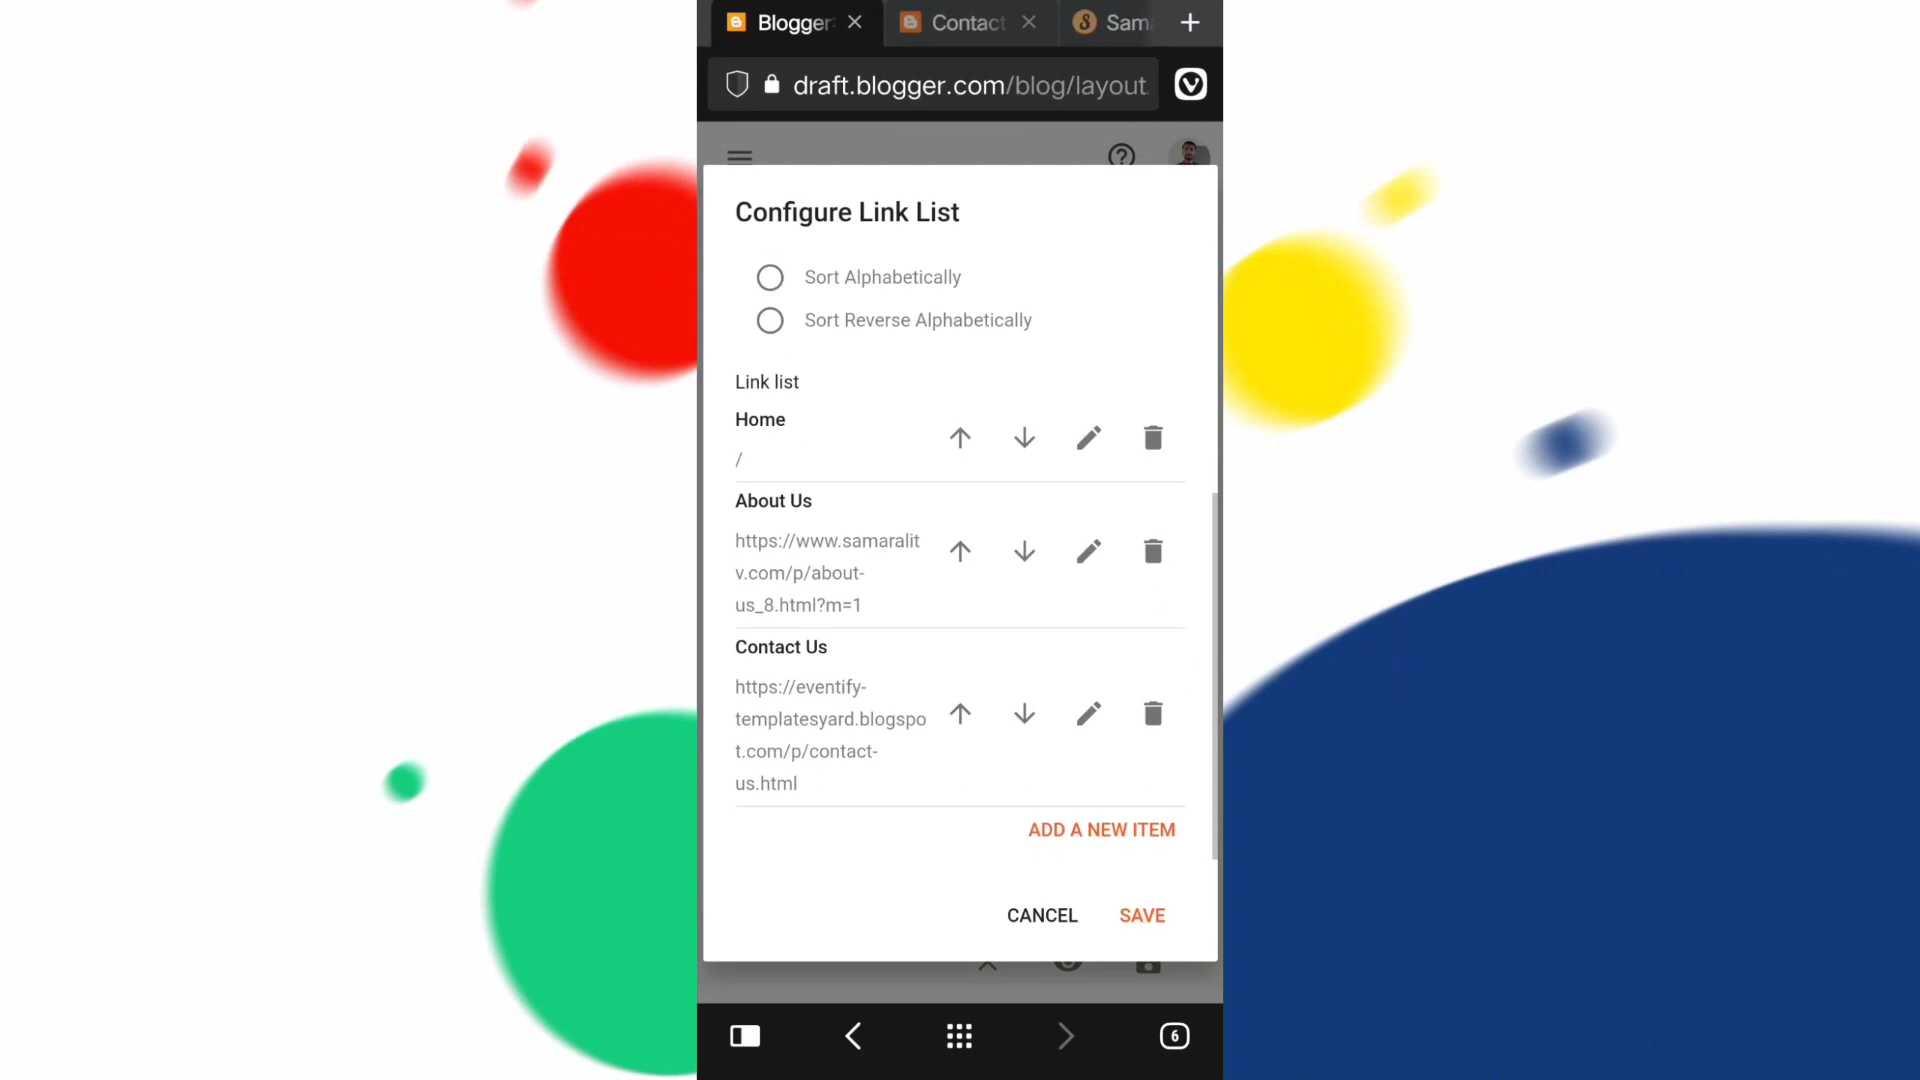 Blogger
Contact
Sam
draft.blogger.com/blog/layout
Configure Link List
Sort Alphabetically
Sort Reverse Alphabetically
Link list
Home
/
About Us
https://www.samaralit
v.com/p/about-
us_8.html?m=1
Contact Us
https://eventify-
templatesyard.blogspo
t.com/p/contact-
us.html
ADD A NEW ITEM
CANCEL
SAVE
6